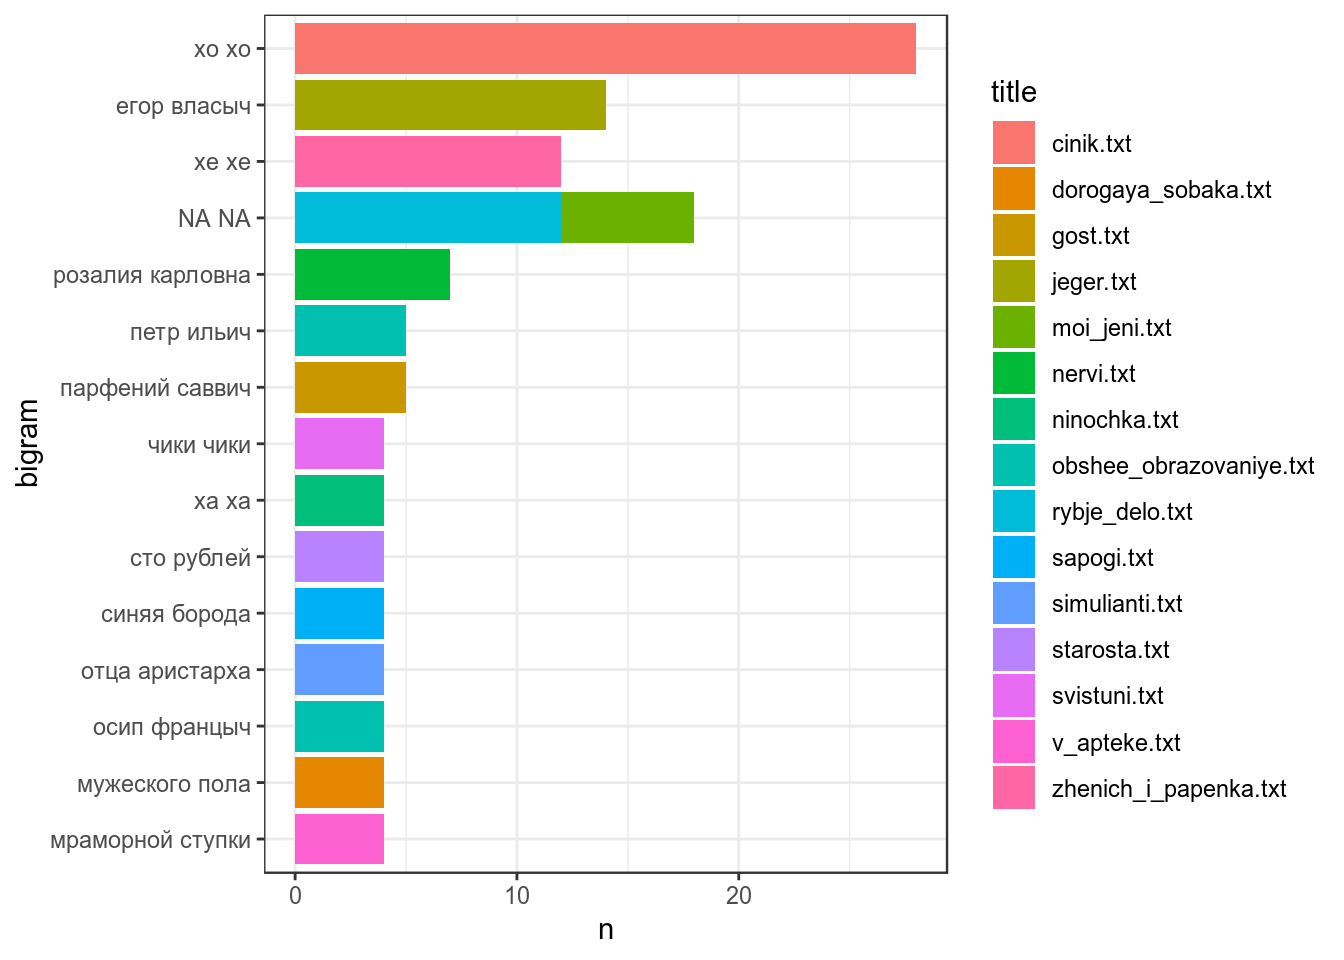 хо хо
егор власыч
хе хе
NA NA
розалия карловна
петр ильич
парфений саввич
чики чики
ха ха
сто рублей
синяя борода
отца аристарха
осип францыч
мужеского пола
мраморной ступки
bigram
0 10 20
n
title
cinik.txt
dorogaya_sobaka.txt
gost.txt
jeger.txt
moi_jeni.txt
nervi.txt
ninochka.txt
obshee_obrazovaniye.txt
rybje_delo.txt
sapogi.txt
simulianti.txt
starosta.txt
svistuni.txt
v_apteke.txt
zhenich_i_papenka.txt